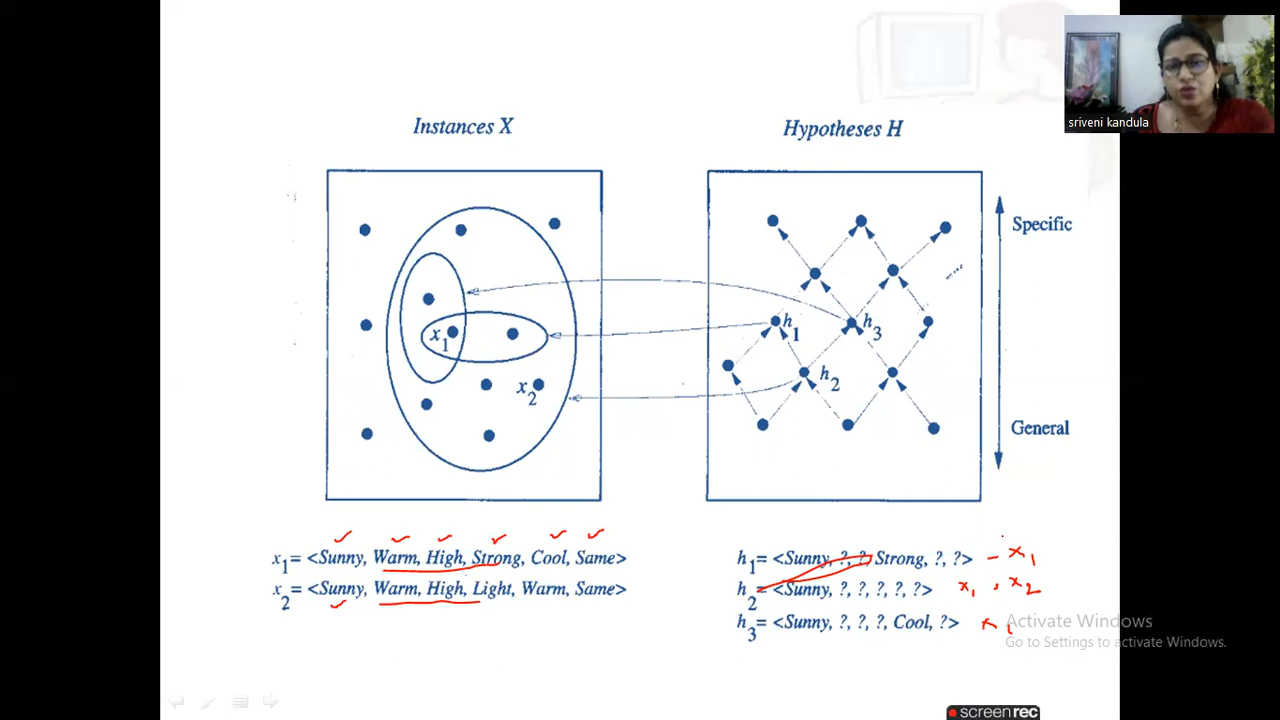 sriveni kandula
Instances X
Hypotheses H
Specific
h1
h3
x1
h2
x2
General
x1= <Sunny, Warm, High, Strong, Cool, Same>
x2= <Sunny, Warm, High, Light, Warm, Same>
h1= <Sunny, ?, ?, Strong, ?, ?> – x1
h2= <Sunny, ?, ?, ?, ?, ?> x1, x2
h3= <Sunny, ?, ?, ?, Cool, ?> x1
Activate Windows
Go to Settings to activate Windows.
screenrec